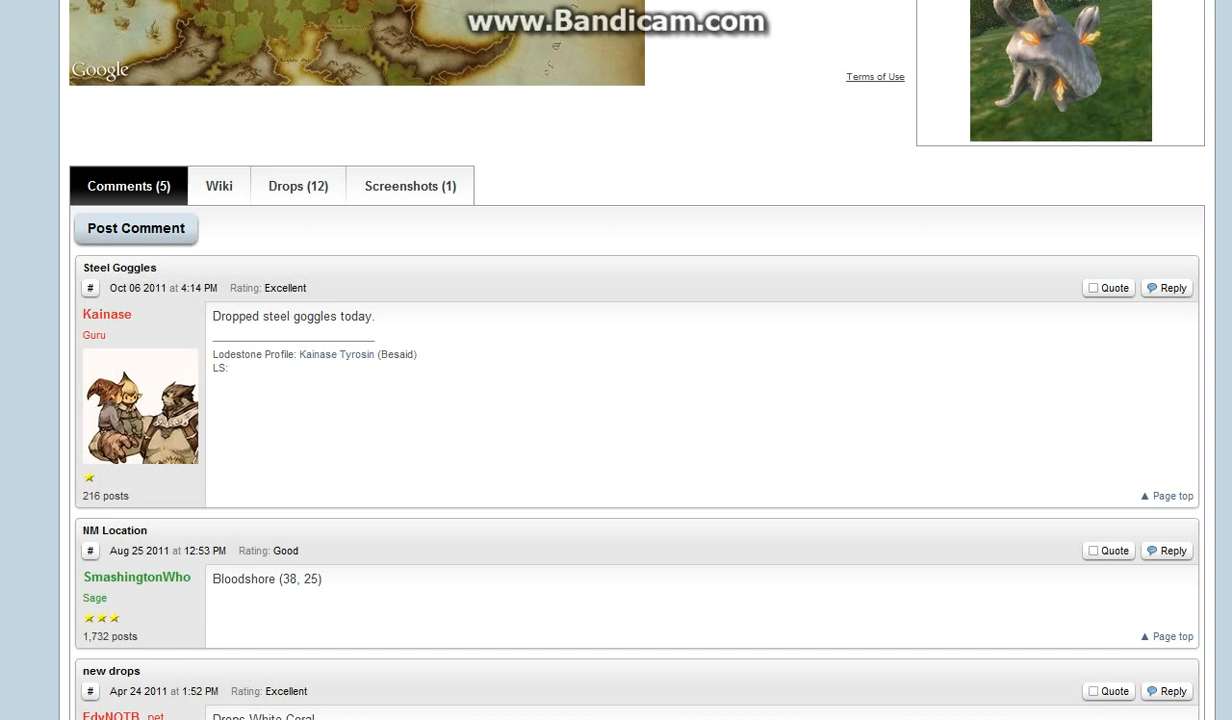 www.Bandicam.com
Google
Terms of Use
Comments (5) Wiki Drops (12) Screenshots (1)
Post Comment
Steel Goggles
# Oct 06 2011 at 4:14 PM Rating: Excellent Quote Reply
Kainase
Guru
216 posts
Dropped steel goggles today.
Lodestone Profile: Kainase Tyrosin (Besaid)
LS:
Page top
NM Location
# Aug 25 2011 at 12:53 PM Rating: Good Quote Reply
SmashingtonWho
Sage
1,732 posts
Bloodshore (38, 25)
Page top
new drops
# Apr 24 2011 at 1:52 PM Rating: Excellent Quote Reply
Drops White Coral